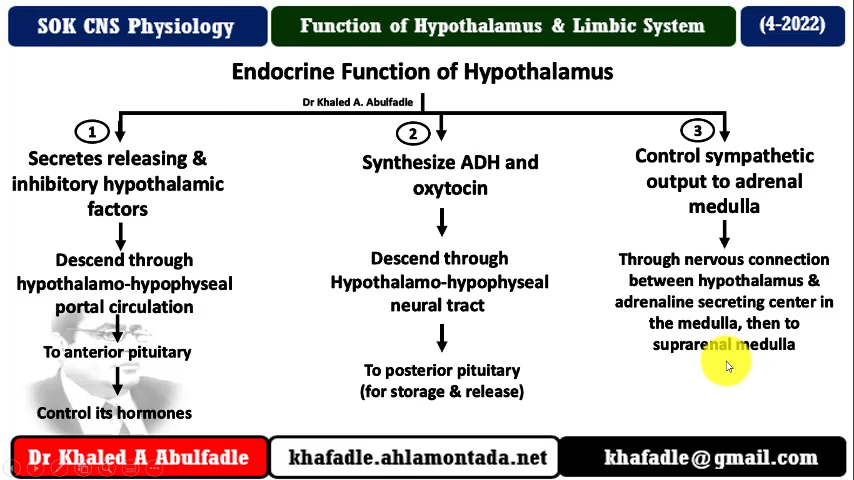 SOK CNS Physiology
Function of Hypothalamus & Limbic System
(4-2022)
Endocrine Function of Hypothalamus
Dr Khaled A. Abulfadle
1
Secretes releasing &
inhibitory hypothalamic
factors
Descend through
hypothalamo-hypophyseal
portal circulation
To anterior pituitary
Control its hormones
2
Synthesize ADH and
oxytocin
Descend through
Hypothalamo-hypophyseal
neural tract
To posterior pituitary
(for storage & release)
3
Control sympathetic
output to adrenal
medulla
Through nervous connection
between hypothalamus &
adrenaline secreting center in
the medulla, then to
suprarenal medulla
Dr Khaled A Abulfadle
khafadle.ahlamontada.net
khafadle@gmail.com